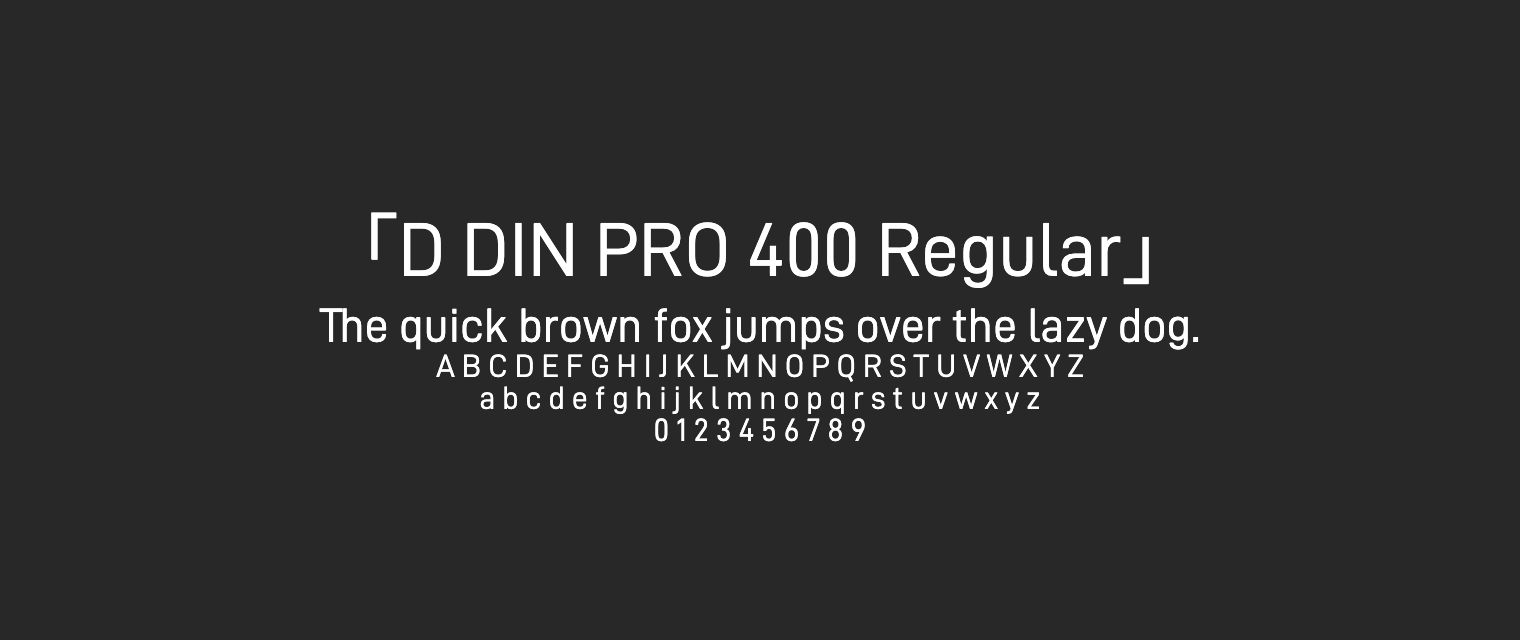 「D DIN PRO 400 Regular」
The quick brown fox jumps over the lazy dog.
A B C D E F G H I J K L M N O P Q R S T U V W X Y Z
a b c d e f g h i j k l m n o p q r s t u v w x y z
0 1 2 3 4 5 6 7 8 9